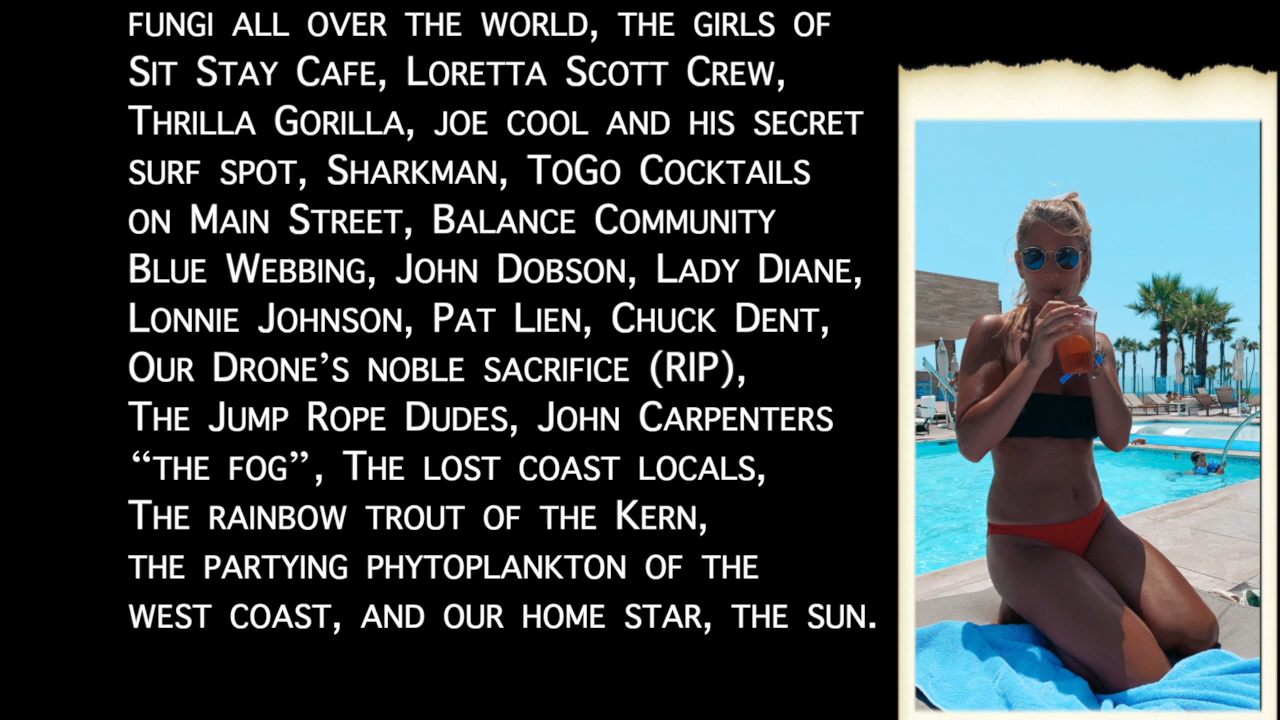 FUNGI ALL OVER THE WORLD, THE GIRLS OF
SIT STAY CAFE, LORETTA SCOTT CREW,
THRILLA GORILLA, JOE COOL AND HIS SECRET
SURF SPOT, SHARKMAN, TOGO COCKTAILS
ON MAIN STREET, BALANCE COMMUNITY
BLUE WEBBING, JOHN DOBSON, LADY DIANE,
LONNIE JOHNSON, PAT LIEN, CHUCK DENT,
OUR DRONE’S NOBLE SACRIFICE (RIP),
THE JUMP ROPE DUDES, JOHN CARPENTERS
“THE FOG”, THE LOST COAST LOCALS,
THE RAINBOW TROUT OF THE KERN,
THE PARTYING PHYTOPLANKTON OF THE
WEST COAST, AND OUR HOME STAR, THE SUN.